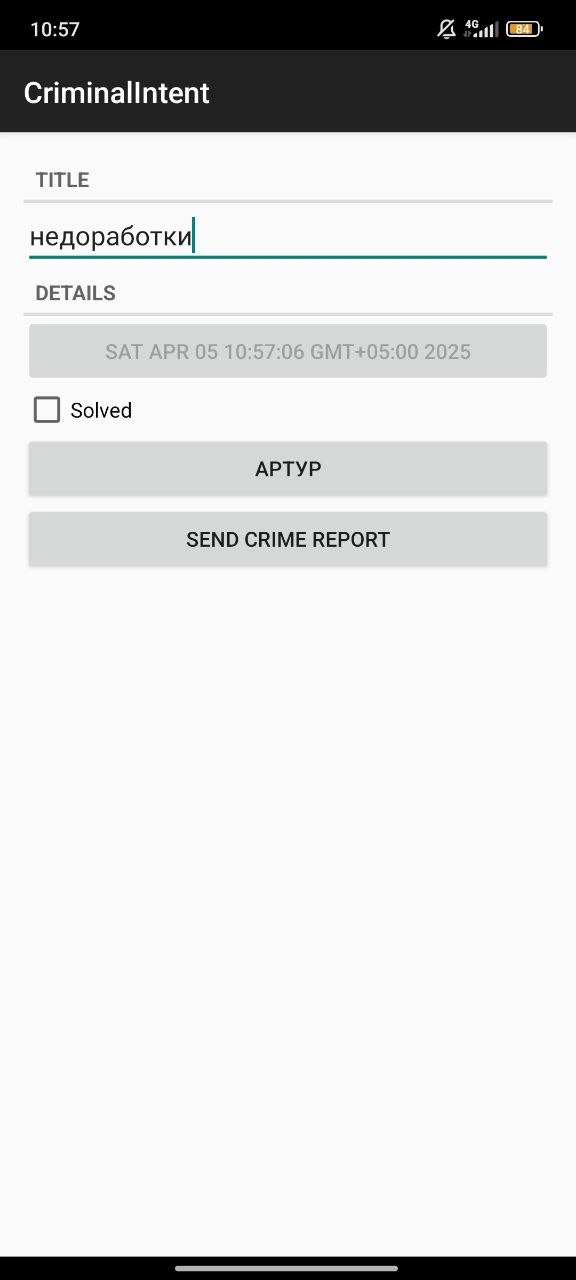 10:57
4G
84
CriminalIntent
TITLE
недоработки
DETAILS
SAT APR 05 10:57:06 GMT+05:00 2025
Solved
АРТУР
SEND CRIME REPORT